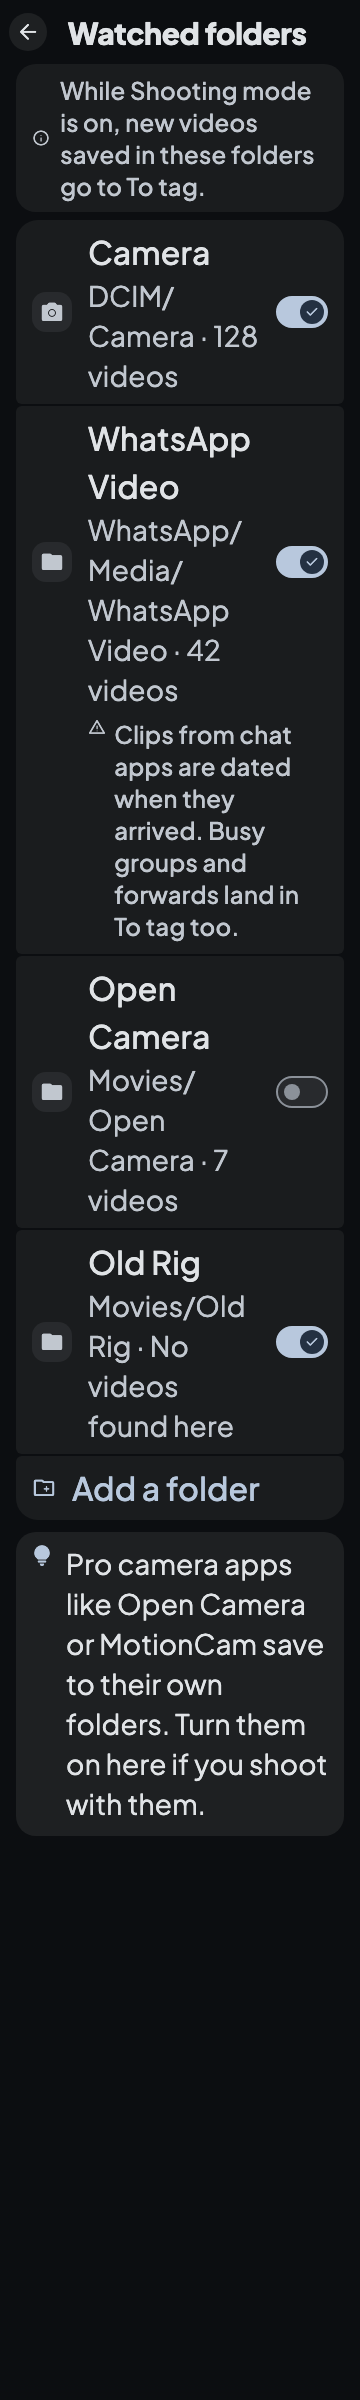 Watched folders
While Shooting mode
is on, new videos
saved in these folders
go to To tag.
Camera
DCIM/
Camera · 128
videos
WhatsApp
Video
WhatsApp/
Media/
WhatsApp
Video · 42
videos
Clips from chat
apps are dated
when they
arrived. Busy
groups and
forwards land in
To tag too.
Open
Camera
Movies/
Open
Camera · 7
videos
Old Rig
Movies/Old
Rig · No
videos
found here
Add a folder
Pro camera apps
like Open Camera
or MotionCam save
to their own
folders. Turn them
on here if you shoot
with them.